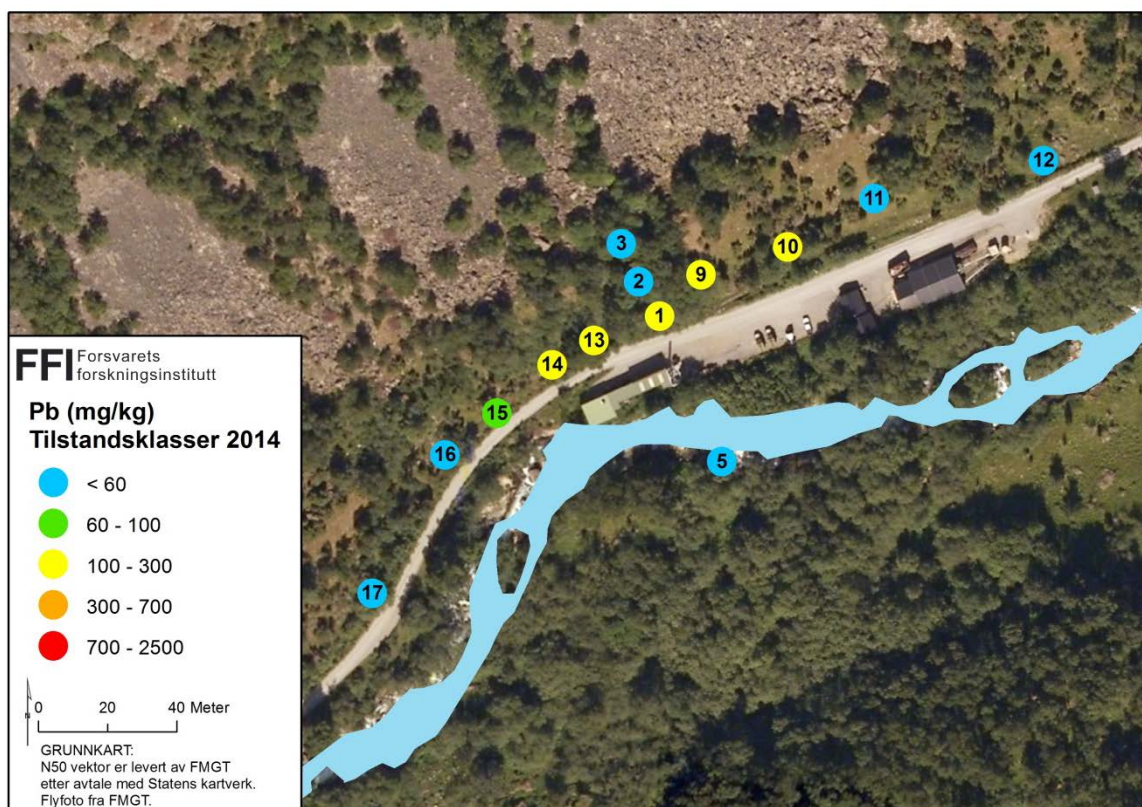 12
11
3
10
9
2
1
13
14
15
16
5
17
FFI Forsvarets
forskningsinstitutt
Pb (mg/kg)
Tilstandsklasser 2014
< 60
60 - 100
100 - 300
300 - 700
700 - 2500
N
0 20 40 Meter
GRUNNKART:
N50 vektor er levert av FMGT
etter avtale med Statens kartverk.
Flyfoto fra FMGT.